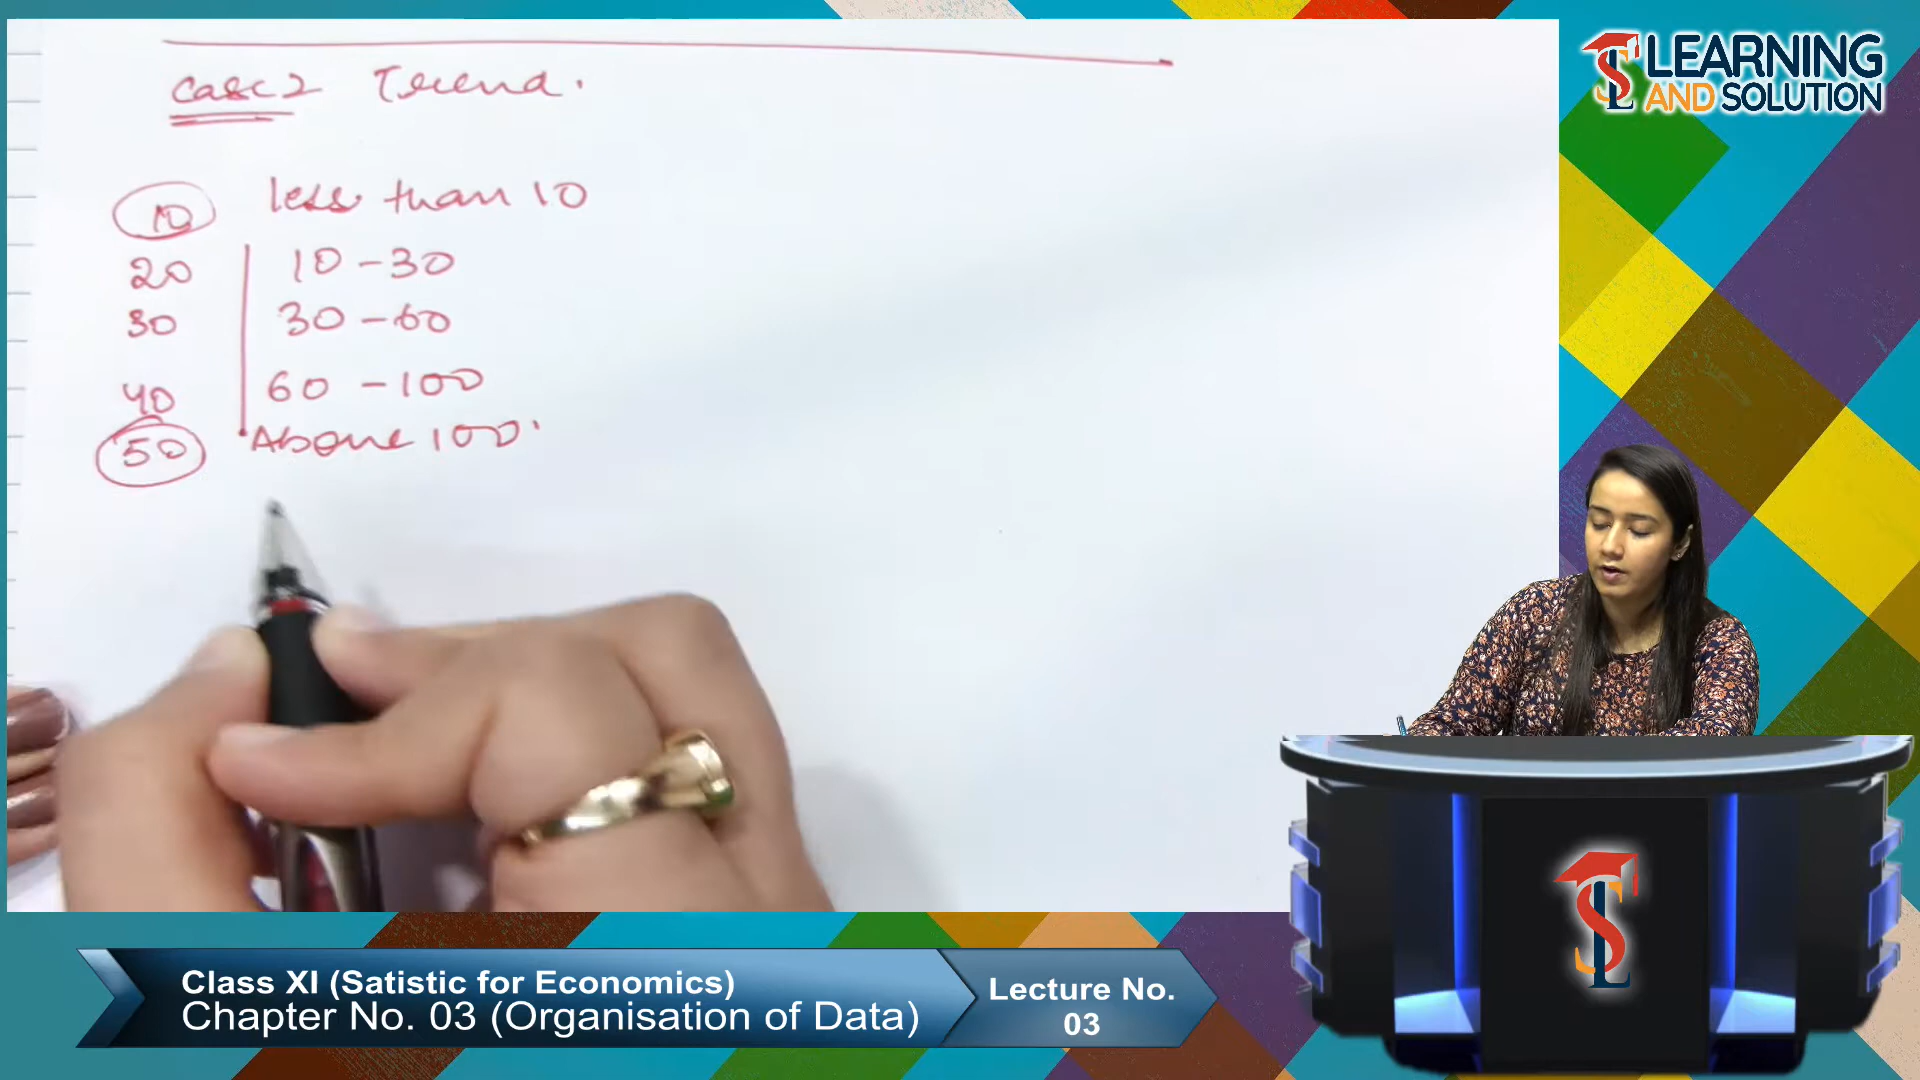 Case 2 Trend.
10 less than 10
20 10 - 30
30 30 - 60
40 60 - 100
50 Above 100.
LEARNING
AND SOLUTION
Class XI (Satistic for Economics)
Chapter No. 03 (Organisation of Data)
Lecture No.
03
SL